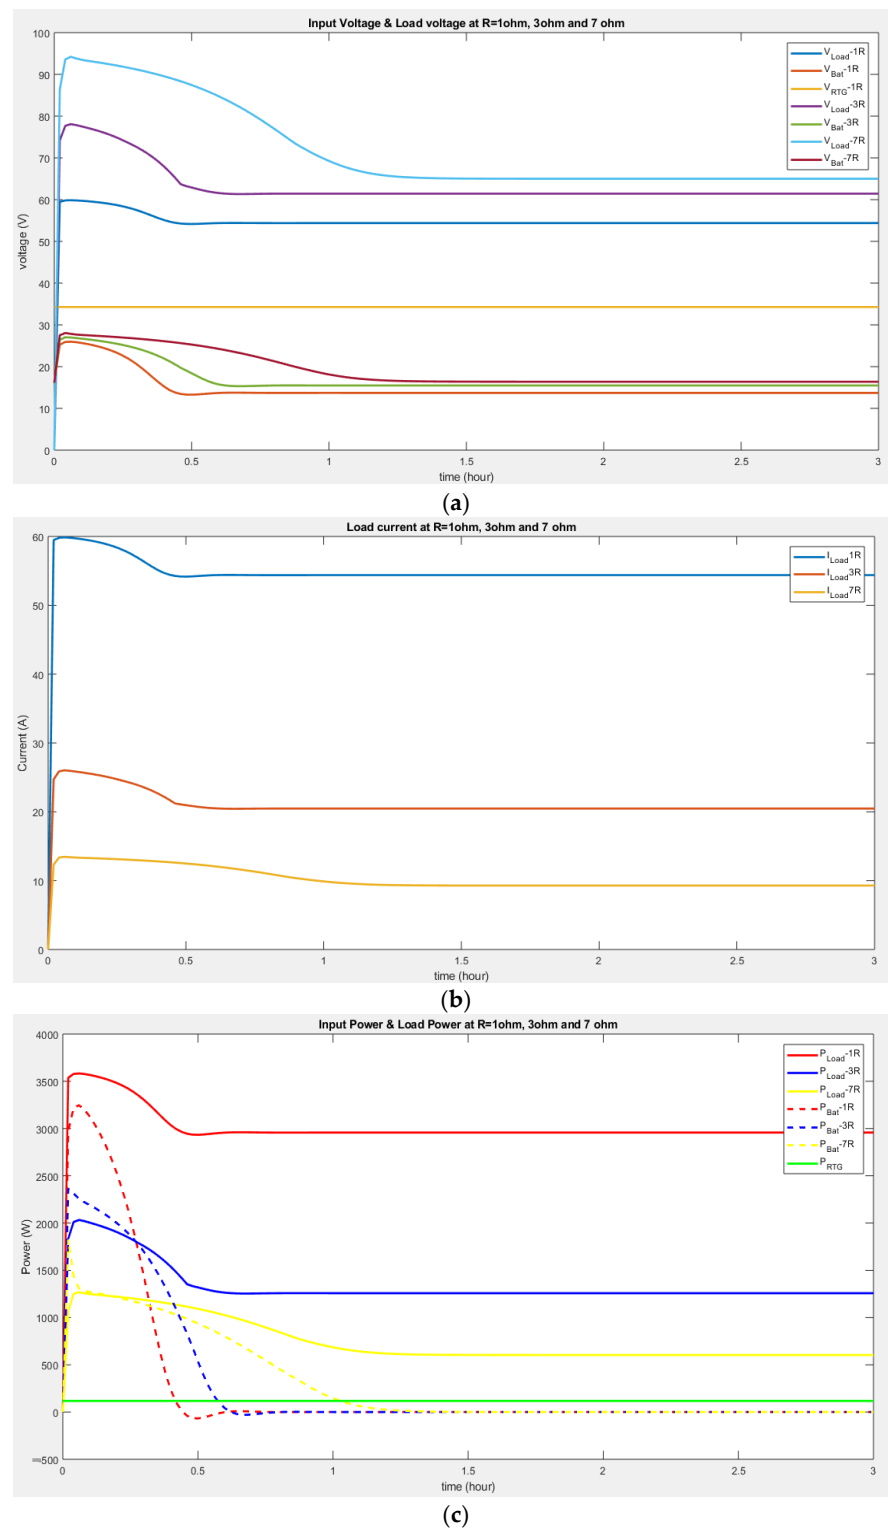 Input Voltage & Load voltage at R=1ohm, 3ohm and 7 ohm
voltage (V)
100
90
80
70
60
50
40
30
20
10
0
V_Load-1R
V_Bat-1R
V_RTG-1R
V_Load-3R
V_Bat-3R
V_Load-7R
V_Bat-7R
0 0.5 1 1.5 2 2.5 3
time (hour)
(a)
Load current at R=1ohm, 3ohm and 7 ohm
Current (A)
60
50
40
30
20
10
0
I_Load1R
I_Load3R
I_Load7R
0 0.5 1 1.5 2 2.5 3
time (hour)
(b)
Input Power & Load Power at R=1ohm, 3ohm and 7 ohm
Power (W)
4000
3500
3000
2500
2000
1500
1000
500
0
-500
P_Load-1R
P_Load-3R
P_Load-7R
P_Bat-1R
P_Bat-3R
P_Bat-7R
P_RTG
0 0.5 1 1.5 2 2.5 3
time (hour)
(c)